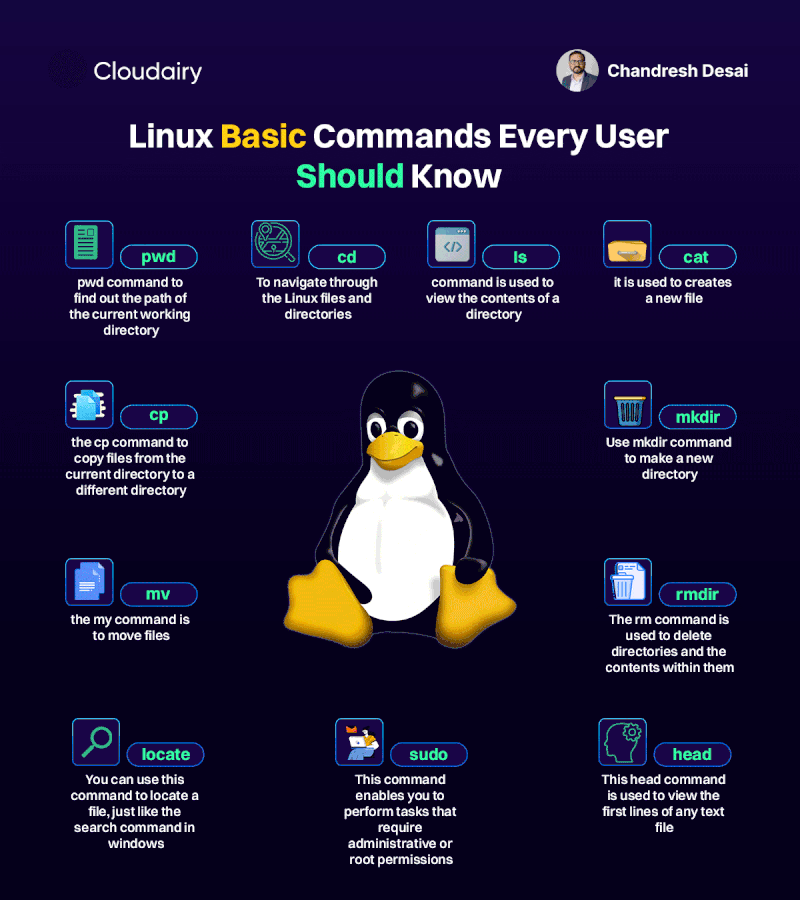 Cloudairy
Chandresh Desai
Linux Basic Commands Every User
Should Know
pwd
pwd command to
find out the path of
the current working
directory
cd
To navigate through
the Linux files and
directories
ls
command is used to
view the contents of a
directory
cat
it is used to creates
a new file
cp
the cp command to
copy files from the
current directory to a
different directory
mkdir
Use mkdir command
to make a new
directory
mv
the my command is
to move files
rmdir
The rm command is
used to delete
directories and the
contents within them
locate
You can use this
command to locate a
file, just like the
search command in
windows
sudo
This command
enables you to
perform tasks that
require
administrative or
root permissions
head
This head command
is used to view the
first lines of any text
file